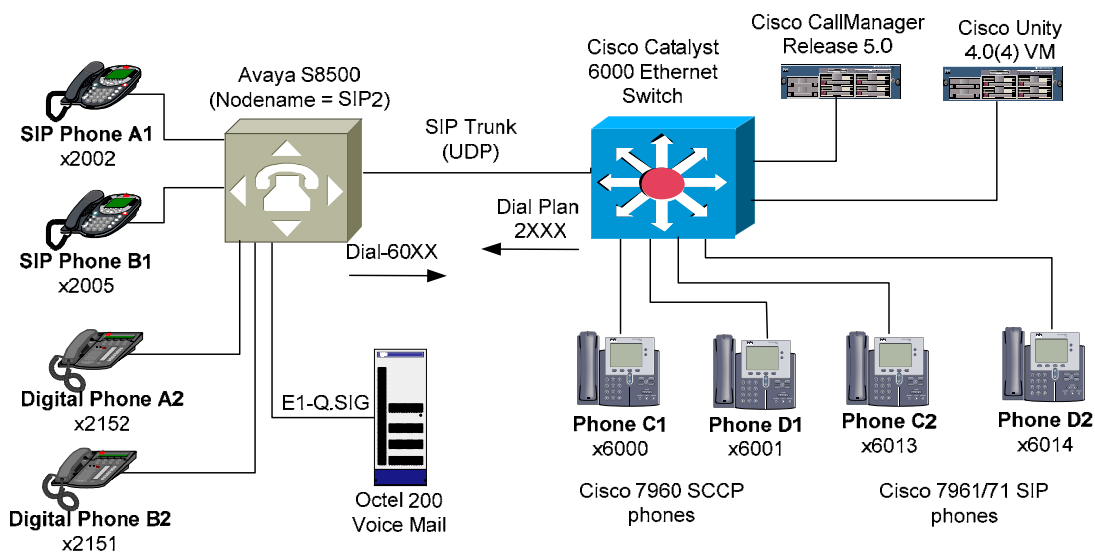 Cisco CallManager
Release 5.0
Cisco Unity
4.0(4) VM
Cisco Catalyst
6000 Ethernet
Switch
Avaya S8500
(Nodename = SIP2)
SIP Trunk
(UDP)
SIP Phone A1
x2002
Dial Plan
2XXX
Dial-60XX
SIP Phone B1
x2005
Digital Phone A2
x2152
E1-Q.SIG
Phone C1
x6000
Phone D1
x6001
Phone C2
x6013
Phone D2
x6014
Cisco 7960 SCCP
phones
Cisco 7961/71 SIP
phones
Octel 200
Voice Mail
Digital Phone B2
x2151